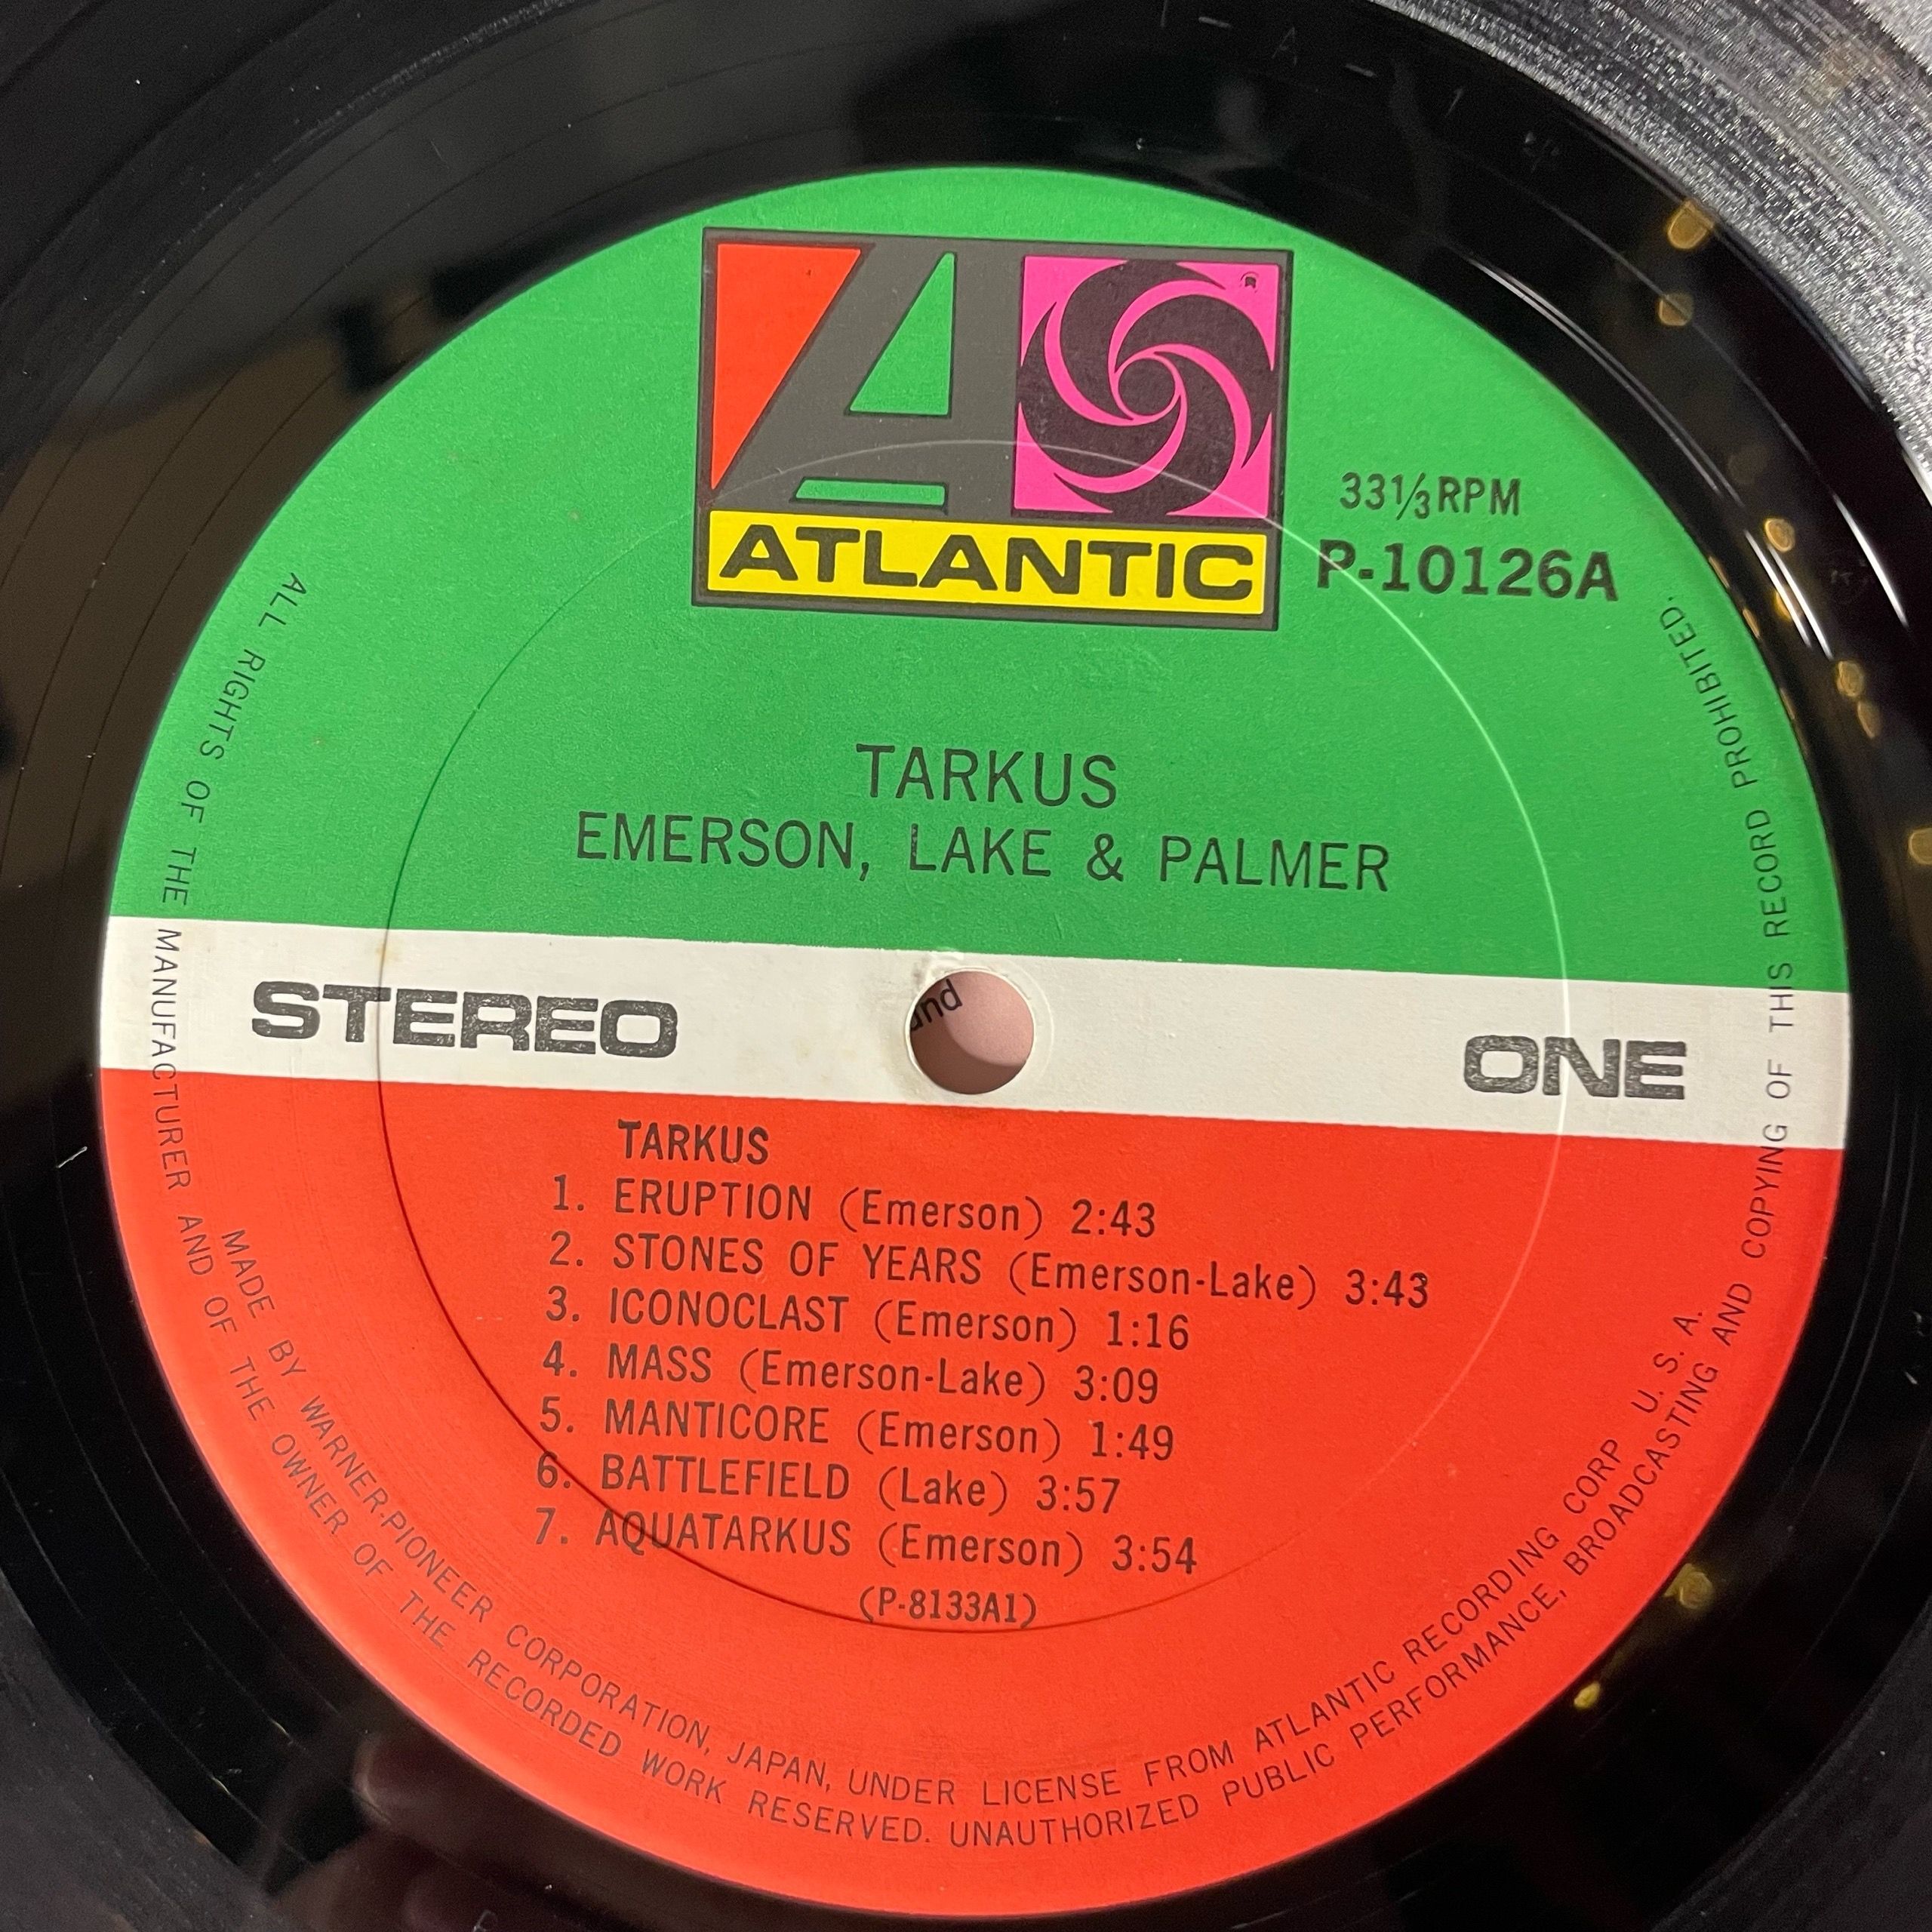 ATLANTIC
®
33⅓RPM
P-10126A
TARKUS
EMERSON, LAKE & PALMER
STEREO
ONE
and
TARKUS
1. ERUPTION (Emerson) 2:43
2. STONES OF YEARS (Emerson-Lake) 3:43
3. ICONOCLAST (Emerson) 1:16
4. MASS (Emerson-Lake) 3:09
5. MANTICORE (Emerson) 1:49
6. BATTLEFIELD (Lake) 3:57
7. AQUATARKUS (Emerson) 3:54
(P-8133A1)
MADE BY WARNER-PIONEER CORPORATION, JAPAN, UNDER LICENSE FROM ATLANTIC RECORDING CORP U. S. A.
ALL RIGHTS OF THE MANUFACTURER AND OF THE OWNER OF THE RECORDED WORK RESERVED. UNAUTHORIZED PUBLIC PERFORMANCE, BROADCASTING AND COPYING OF THIS RECORD PROHIBITED.